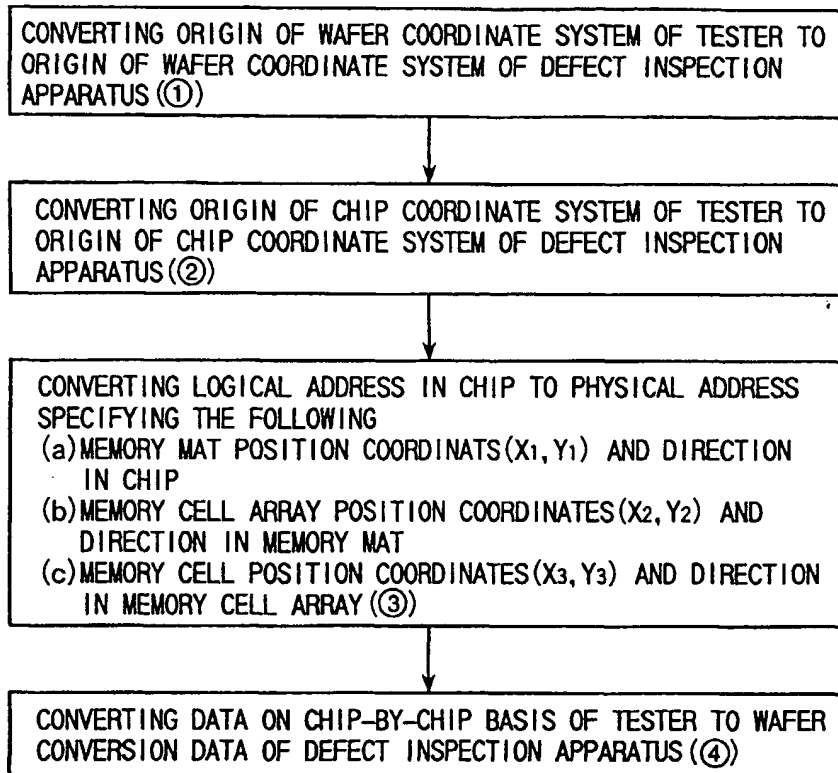 CONVERTING ORIGIN OF WAFER COORDINATE SYSTEM OF TESTER TO
ORIGIN OF WAFER COORDINATE SYSTEM OF DEFECT INSPECTION
APPARATUS(①)
CONVERTING ORIGIN OF CHIP COORDINATE SYSTEM OF TESTER TO
ORIGIN OF CHIP COORDINATE SYSTEM OF DEFECT INSPECTION
APPARATUS(②)
CONVERTING LOGICAL ADDRESS IN CHIP TO PHYSICAL ADDRESS
SPECIFYING THE FOLLOWING
(a)MEMORY MAT POSITION COORDINATS(X1,Y1) AND DIRECTION
IN CHIP
(b)MEMORY CELL ARRAY POSITION COORDINATES(X2,Y2) AND
DIRECTION IN MEMORY MAT
(c)MEMORY CELL POSITION COORDINATES(X3,Y3) AND DIRECTION
IN MEMORY CELL ARRAY(③)
CONVERTING DATA ON CHIP-BY-CHIP BASIS OF TESTER TO WAFER
CONVERSION DATA OF DEFECT INSPECTION APPARATUS(④)